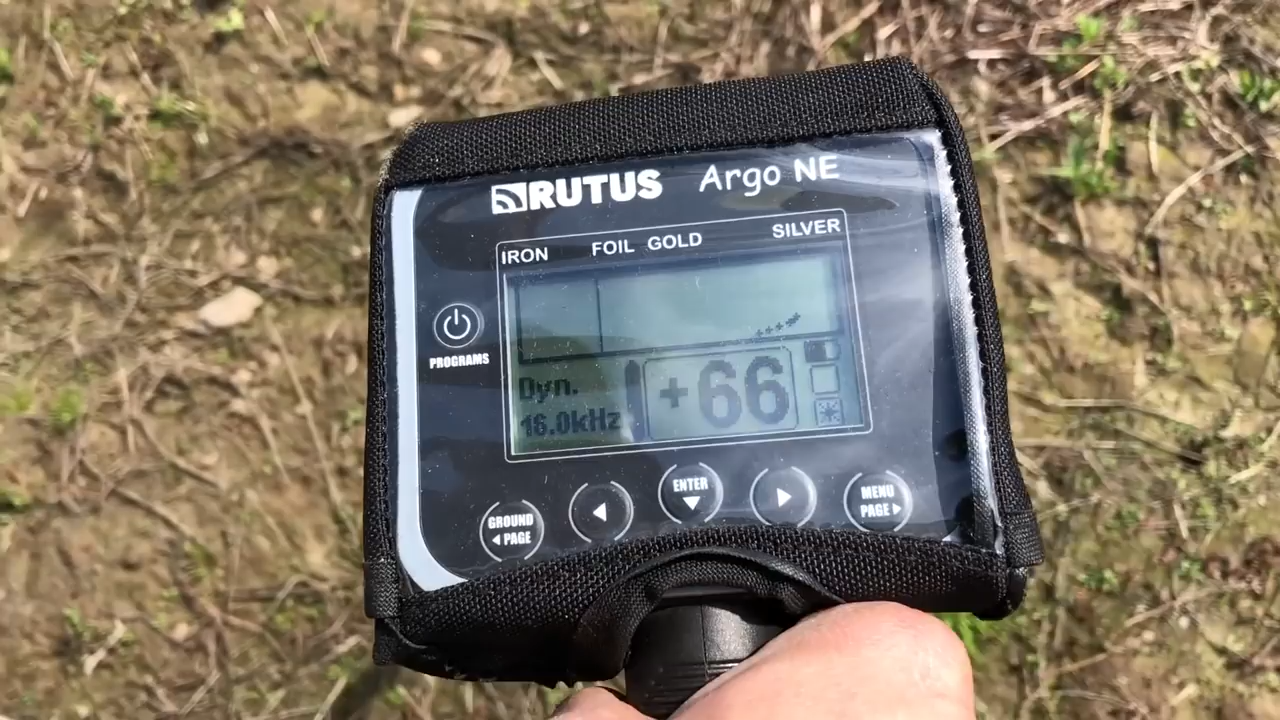 RUTUS Argo NE
IRON FOIL GOLD SILVER
PROGRAMS
Dyn.
16.0kHz
+66
GROUND
PAGE
ENTER
MENU
PAGE